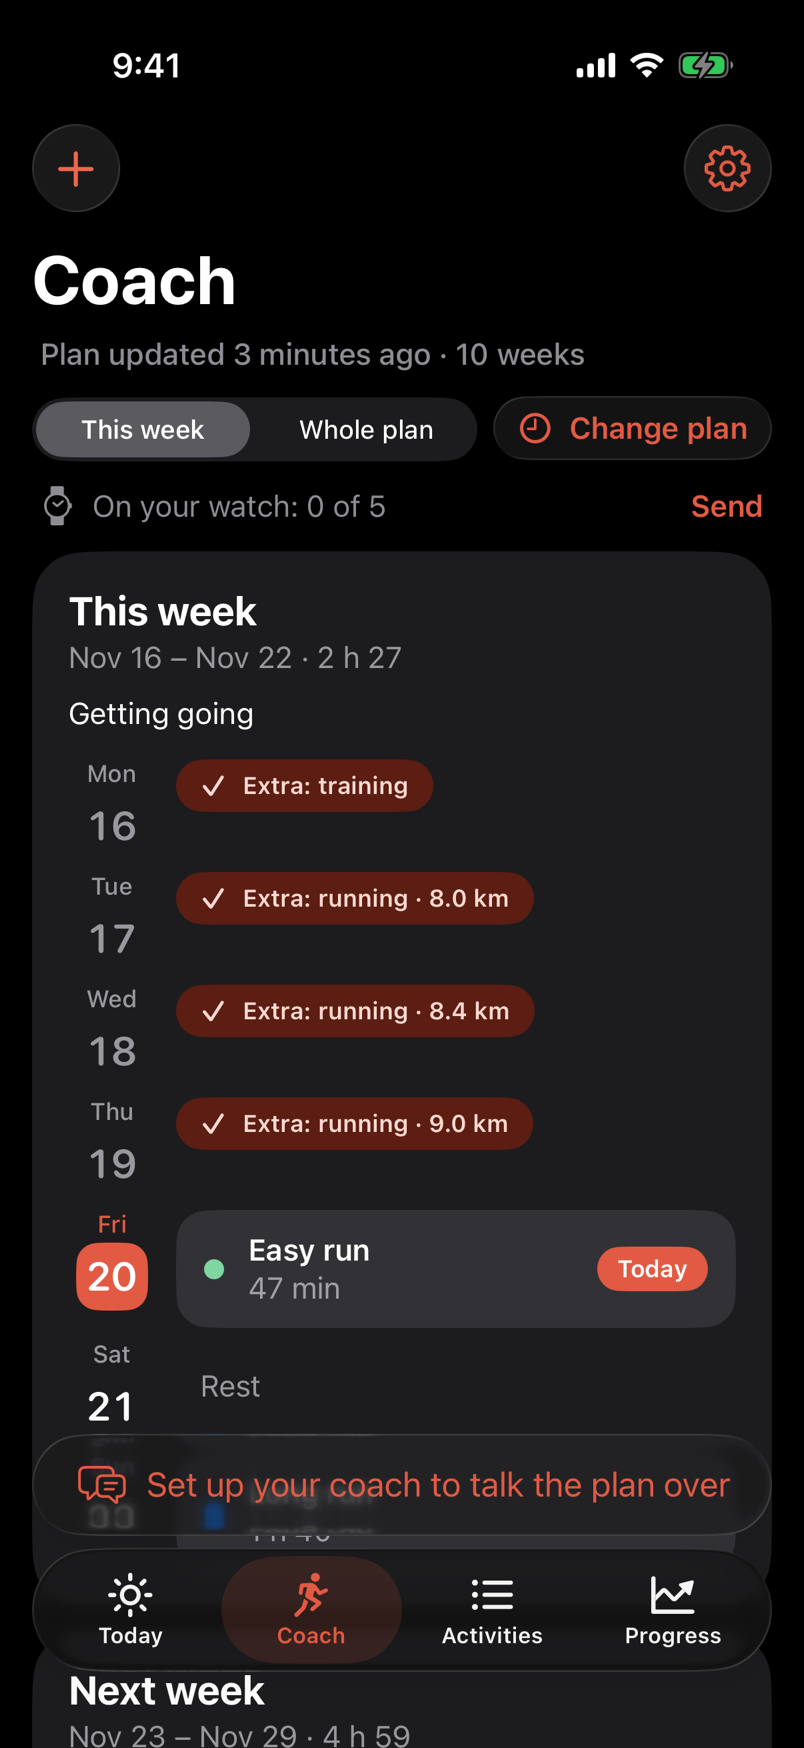 9:41
Coach
Plan updated 3 minutes ago · 10 weeks
This week
Whole plan
Change plan
On your watch: 0 of 5
Send
This week
Nov 16 – Nov 22 · 2 h 27
Getting going
Mon
16
Extra: training
Tue
17
Extra: running · 8.0 km
Wed
18
Extra: running · 8.4 km
Thu
19
Extra: running · 9.0 km
Fri
20
Easy run
47 min
Today
Sat
21
Rest
Set up your coach to talk the plan over
Today
Coach
Activities
Progress
Next week
Nov 23 – Nov 29 · 4 h 59